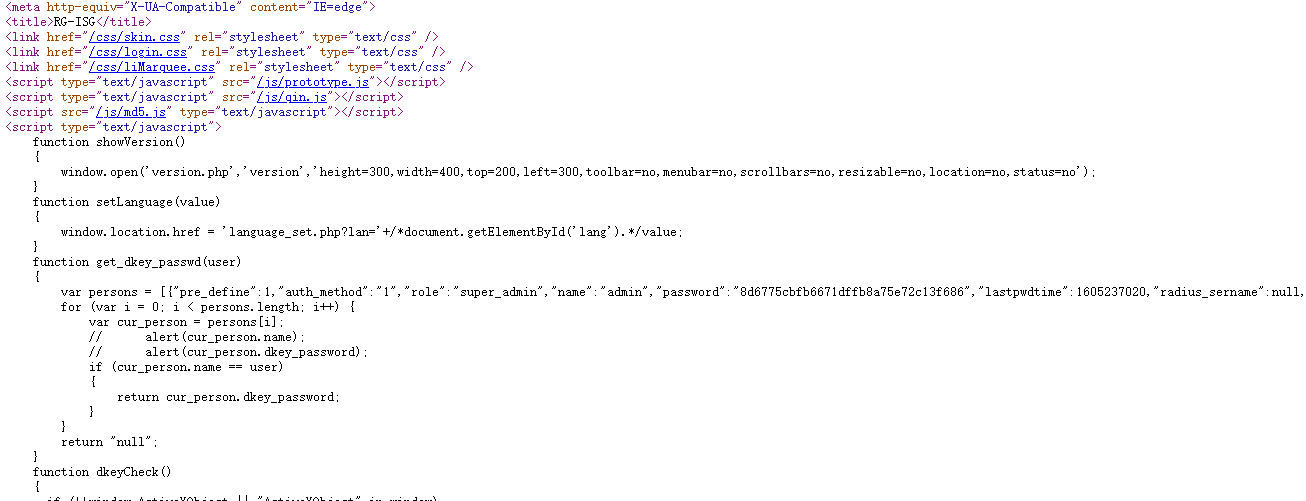 <meta http-equiv="X-UA-Compatible" content="IE=edge">
<title>RG-ISG</title>
<link href="/css/skin.css" rel="stylesheet" type="text/css" />
<link href="/css/login.css" rel="stylesheet" type="text/css" />
<link href="/css/liMarquee.css" rel="stylesheet" type="text/css" />
<script type="text/javascript" src="/js/prototype.js"></script>
<script type="text/javascript" src="/js/qin.js"></script>
<script src="/js/md5.js" type="text/javascript"></script>
<script type="text/javascript">
function showVersion()
{
window.open('version.php','version','height=300,width=400,top=200,left=300,toolbar=no,menubar=no,scrollbars=no,resizable=no,location=no,status=no');
}
function setLanguage(value)
{
window.location.href = 'language_set.php?lan='+/*document.getElementById('lang').*/value;
}
function get_dkey_passwd(user)
{
var persons = [{"pre_define":1,"auth_method":"1","role":"super_admin","name":"admin","password":"8d6775cbfb6671dffb8a75e72c13f686","lastpwdtime":1605237020,"radius_sername":null,
for (var i = 0; i < persons.length; i++) {
var cur_person = persons[i];
// alert(cur_person.name);
// alert(cur_person.dkey_password);
if (cur_person.name == user)
{
return cur_person.dkey_password;
}
}
return "null";
}
function dkeyCheck()
{
if (!!window.ActiveXObject || "ActiveXObject" in window)